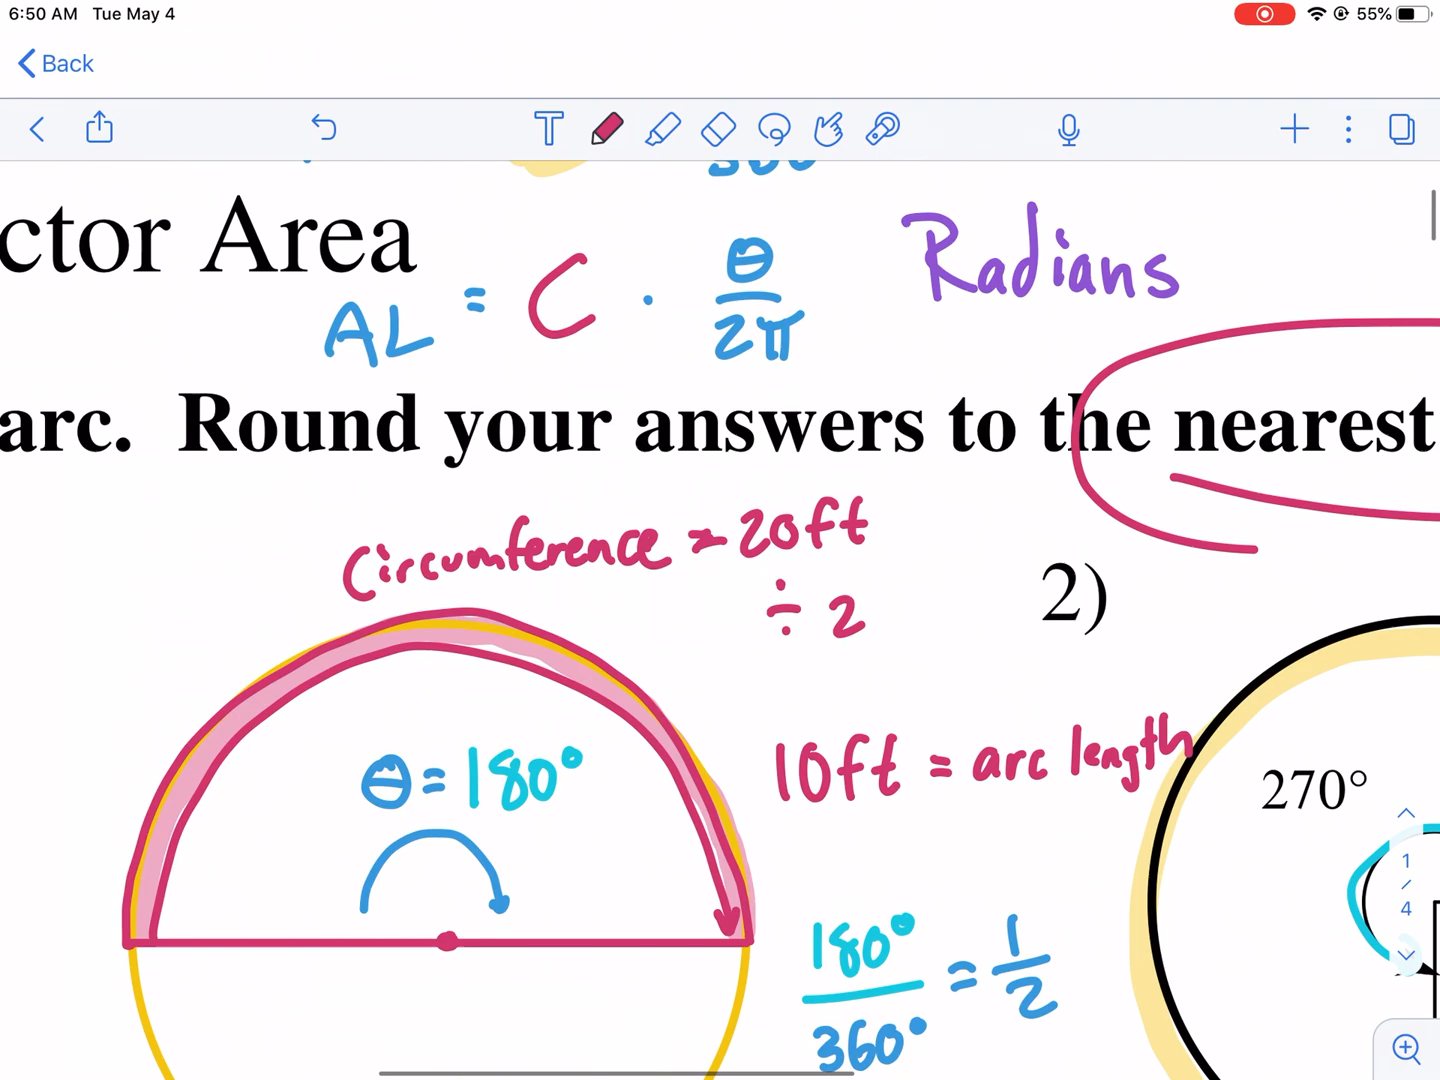 6:50 AM Tue May 4 55%
Back
T
ctor Area
Radians
AL = C · θ/2π
arc. Round your answers to the nearest
Circumference = 20ft
÷ 2
2)
θ = 180°
10ft = arc length
270°
1
/
4
180°/360° = 1/2